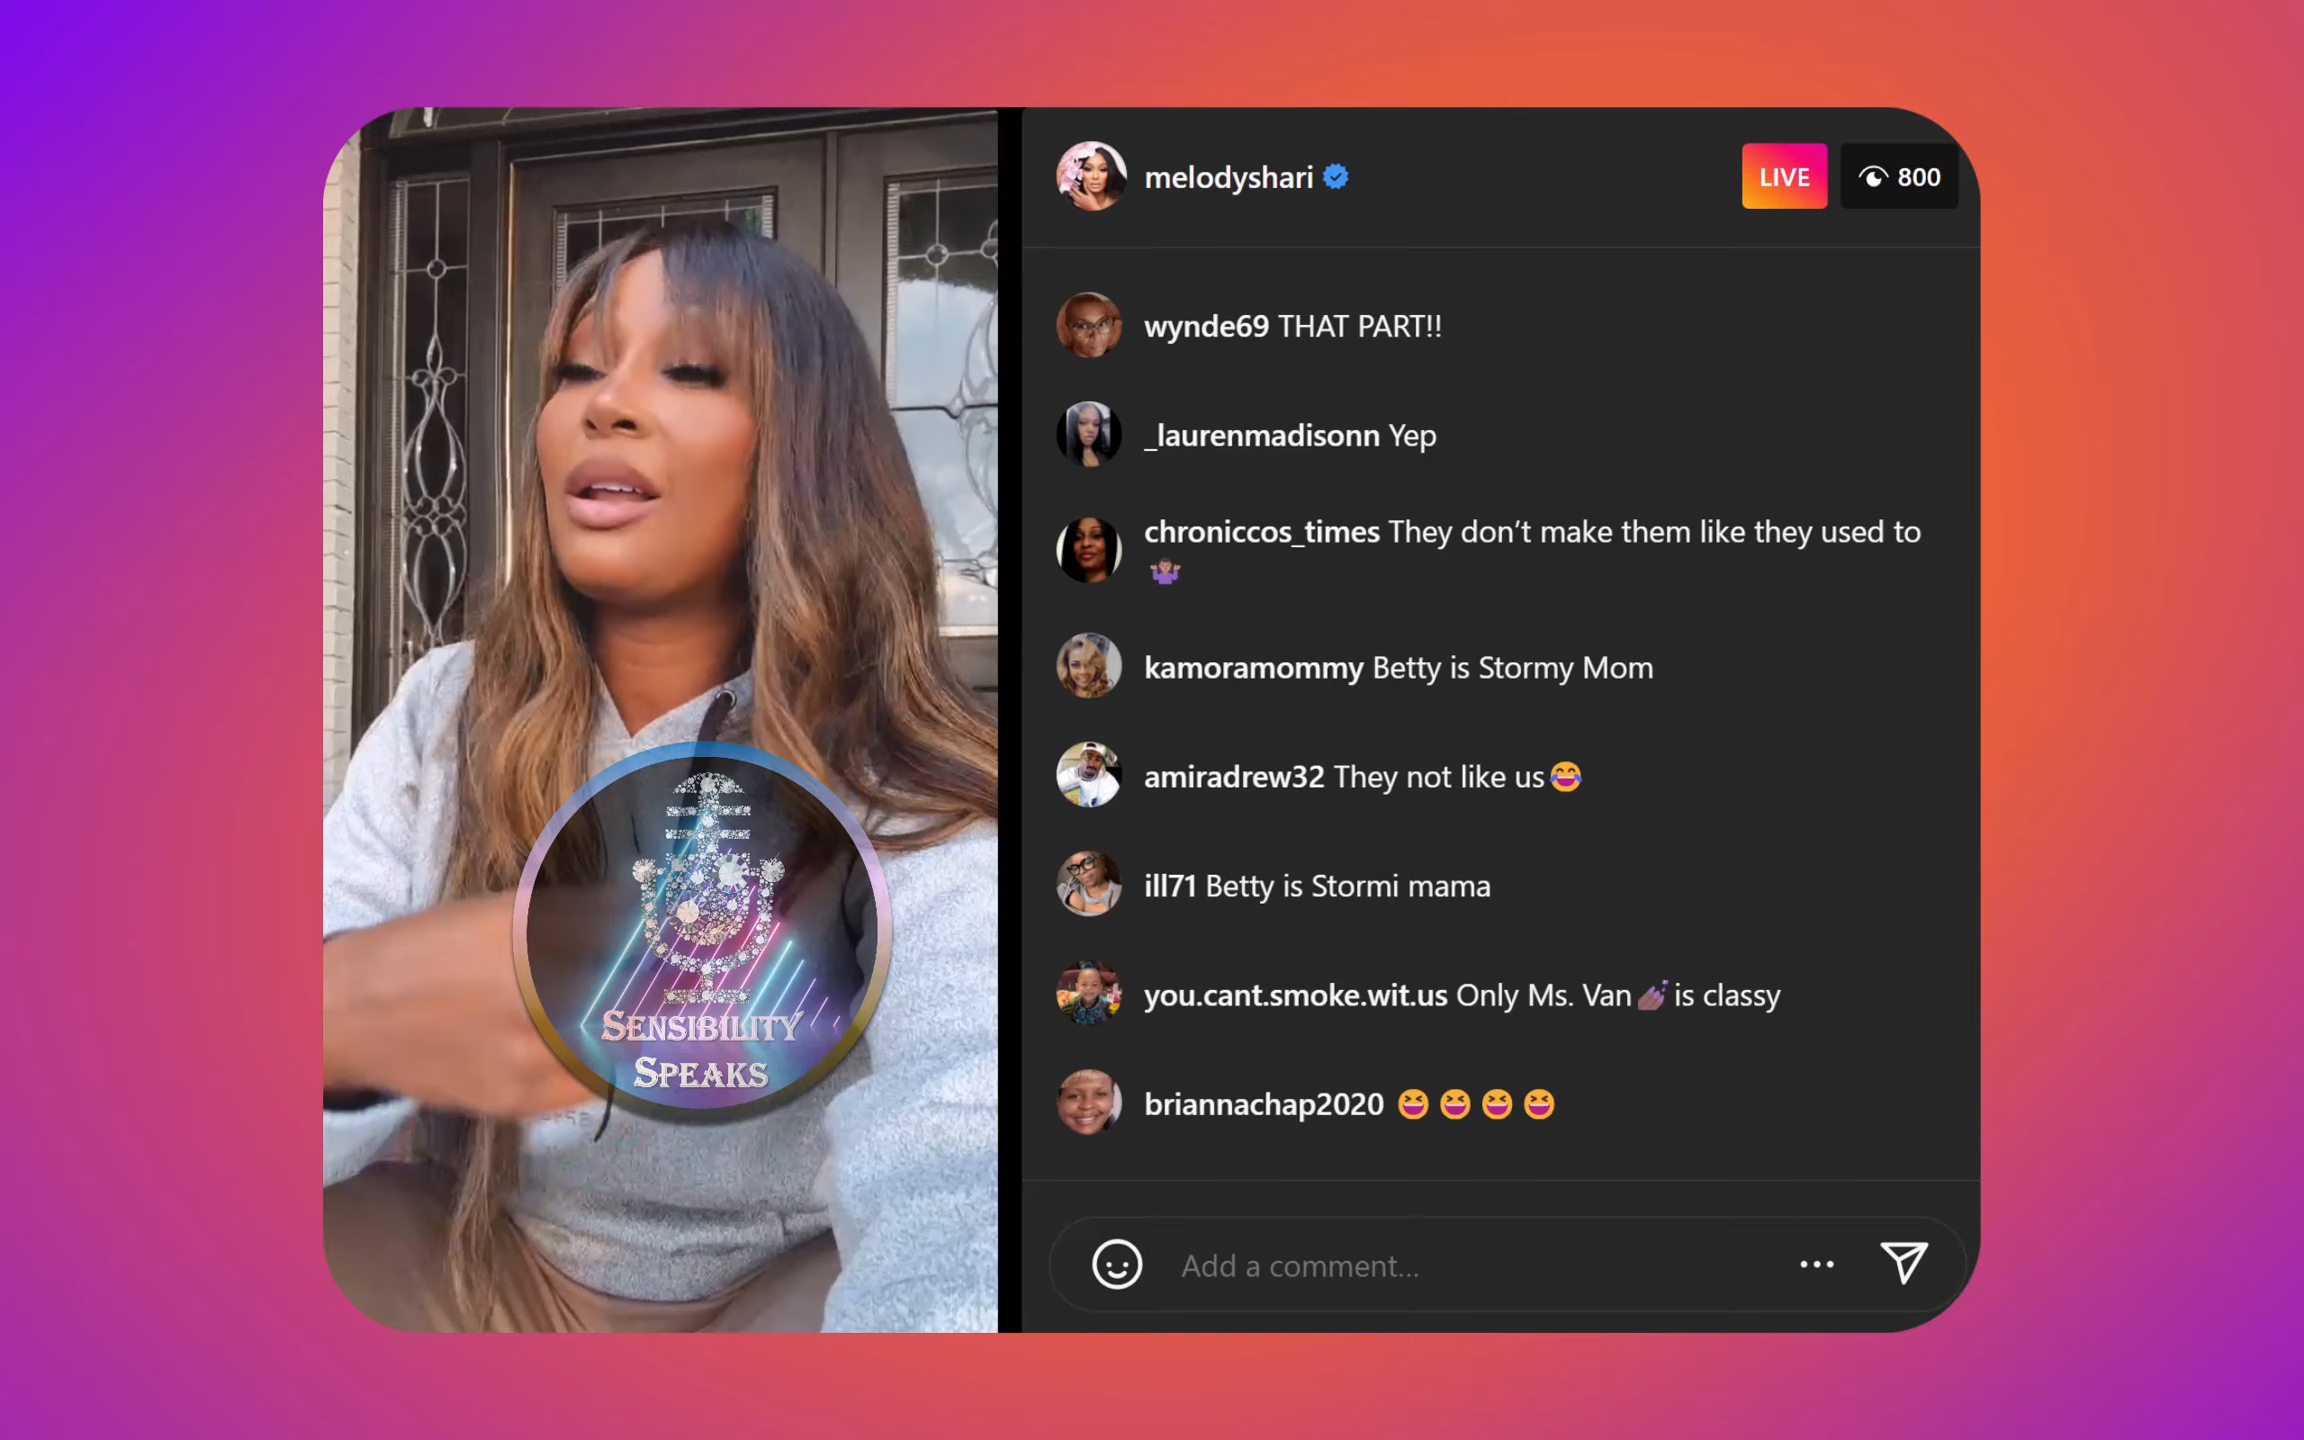 melodyshari
LIVE
800
wynde69 THAT PART!!
_laurenmadisonn Yep
chroniccos_times They don’t make them like they used to
🤷🏽‍♀️
kamoramommy Betty is Stormy Mom
amiradrew32 They not like us😂
ill71 Betty is Stormi mama
you.cant.smoke.wit.us Only Ms. Van💅🏾is classy
briannachap2020 😆 😆 😆 😆
Add a comment...
SENSIBILITY
SPEAKS